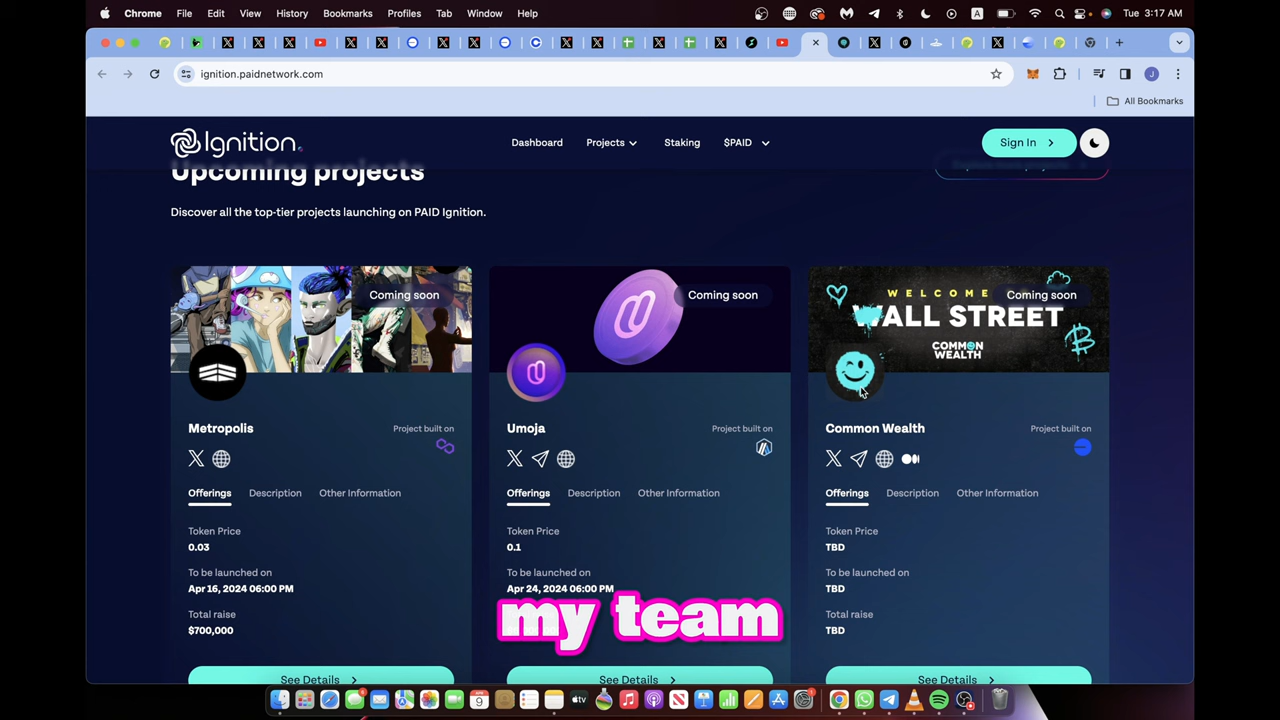 Chrome File Edit View History Bookmarks Profiles Tab Window Help Tue 3:17 AM
ignition.paidnetwork.com
All Bookmarks
Ignition
Dashboard Projects Staking $PAID Sign In
Upcoming projects
Discover all the top-tier projects launching on PAID Ignition.
Coming soon
Coming soon
WELCOME Coming soon
WALL STREET
COMMON
WEALTH
Metropolis Project built on
Umoja Project built on
Common Wealth Project built on
Offerings Description Other Information
Offerings Description Other Information
Offerings Description Other Information
Token Price Token Price Token Price
0.03 0.1 TBD
To be launched on To be launched on To be launched on
Apr 16, 2024 06:00 PM Apr 24, 2024 06:00 PM TBD
Total raise Total raise
$700,000 TBD
my team
See Details See Details See Details